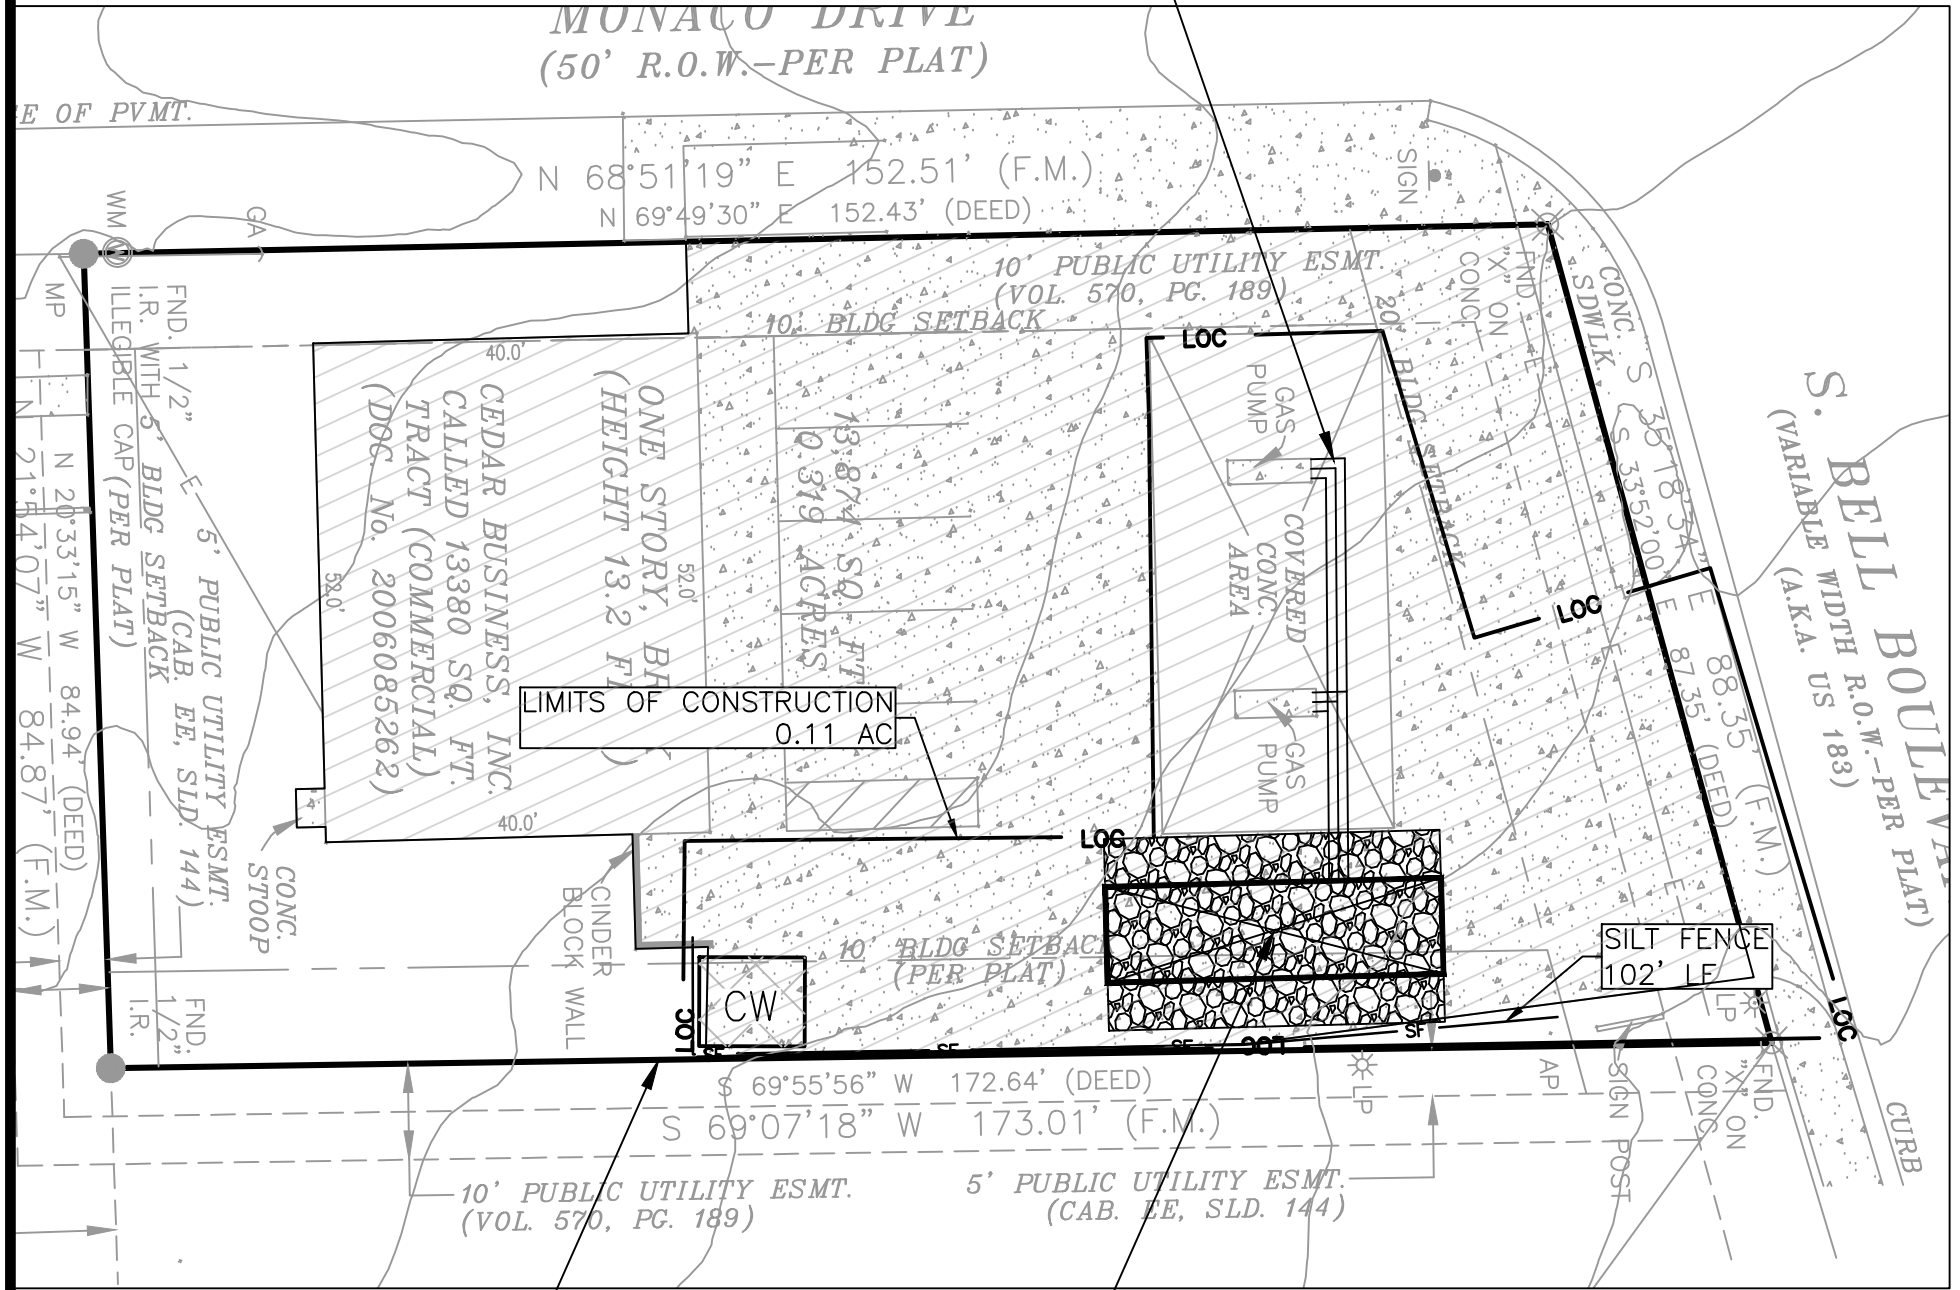 MONACO DRIVE
(50' R.O.W.-PER PLAT)
E OF PVMT.
N 68°51'19" E 152.51' (F.M.)
N 69°49'30" E 152.43' (DEED)
SIGN
WM
W
GA
MP
FND. 1/2"
I.R. WITH
ILLEGIBLE CAP
10' PUBLIC UTILITY ESMT.
(VOL. 570, PG. 189)
10' BLDG SETBACK
20' BLDG SETBACK
FND
"X" ON
CONC.
CONC.
SDWLK
S. BELL BOULEVA
(VARIABLE WIDTH R.O.W.-PER PLAT)
(A.K.A. US 183)
S 35°18'34" E 88.35' (F.M.)
S 33°52'00" E 87.35' (DEED)
LOC
LOC
40.0'
52.0'
52.0'
40.0'
ONE STORY, BR
(HEIGHT 13.2 F
)
CEDAR BUSINESS, INC.
CALLED 13380 SQ. FT.
TRACT (COMMERCIAL)
(DOC No. 2006085262)
13,874 SQ. FT
0.319 ACRES
GAS
PUMP
COVERED
CONC
AREA
GAS
PUMP
E
E
E
E
N 20°33'15" W 84.94' (DEED)
N 21°54'07" W 84.87' (F.M.)
5' BLDG SETBACK
(PER PLAT)
5' PUBLIC UTILITY ESMT
(CAB. EE, SLD. 144)
LIMITS OF CONSTRUCTION
0.11 AC
LOC
CONC.
STOOP
CINDER
BLOCK WALL
10' BLDG SETBACK
(PER PLAT)
SILT FENCE
102' LF
CW
LOC
SF
SF
SF
SF
LOC
LOC
FND.
1/2"
I.R.
LP
LP
AP
SIGN POST
FND.
"X" ON
CONC
CURB
S 69°55'56" W 172.64' (DEED)
S 69°07'18" W 173.01' (F.M.)
10' PUBLIC UTILITY ESMT.
(VOL. 570, PG. 189)
5' PUBLIC UTILITY ESMT.
(CAB. EE, SLD. 144)